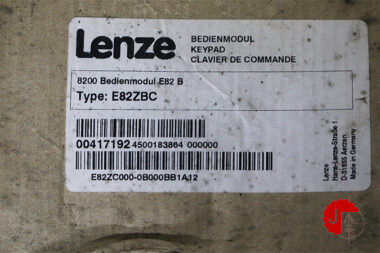 Lenze
BEDIENMODUL
KEYPAD
CLAVIER DE COMMANDE
8200 Bedienmodul E82 B
Type: E82ZBC
00417192 4500183864 000000
E82ZC000-0B000BB1A12
Lenze
Hans-Lenze-Straße 1
D-31855 Aerzen
Made in Germany